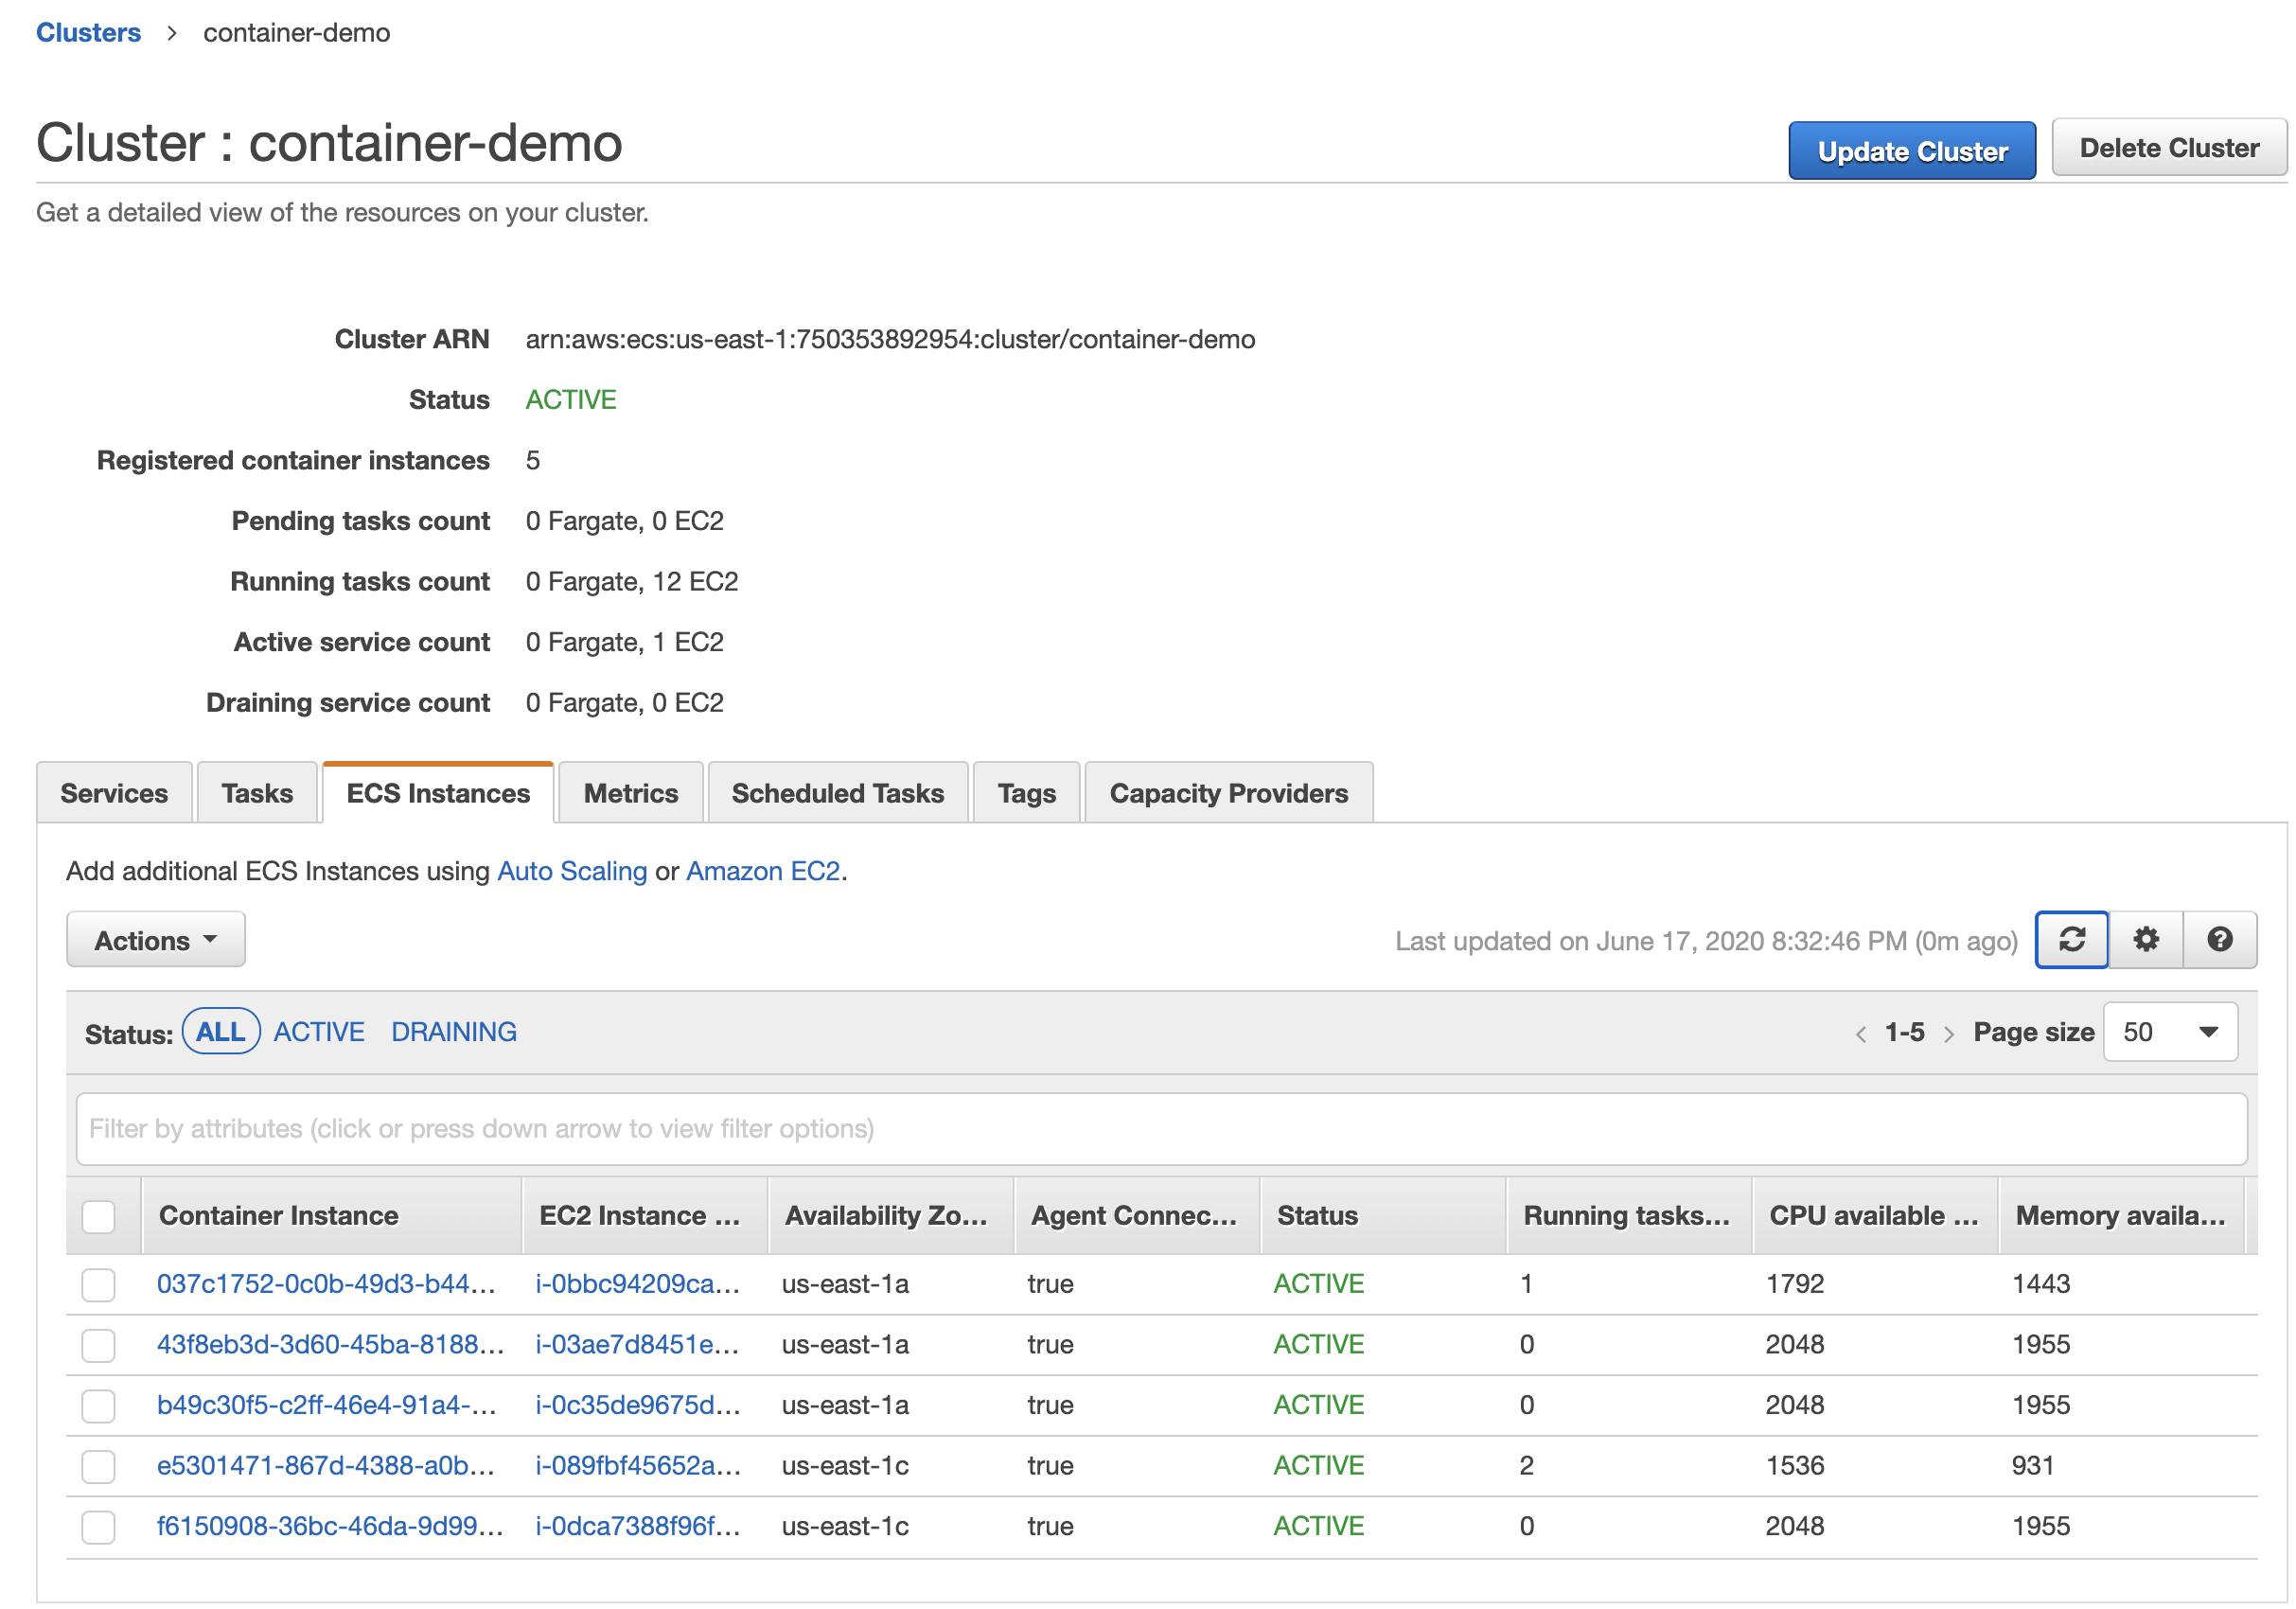 Clusters > container-demo
Cluster : container-demo
Update Cluster Delete Cluster
Get a detailed view of the resources on your cluster.
Cluster ARN arn:aws:ecs:us-east-1:750353892954:cluster/container-demo
Status ACTIVE
Registered container instances 5
Pending tasks count 0 Fargate, 0 EC2
Running tasks count 0 Fargate, 12 EC2
Active service count 0 Fargate, 1 EC2
Draining service count 0 Fargate, 0 EC2
Services Tasks ECS Instances Metrics Scheduled Tasks Tags Capacity Providers
Add additional ECS Instances using Auto Scaling or Amazon EC2.
Actions Last updated on June 17, 2020 8:32:46 PM (0m ago)
Status: ALL ACTIVE DRAINING < 1-5 > Page size 50
Filter by attributes (click or press down arrow to view filter options)
Container Instance EC2 Instance ... Availability Zo... Agent Connec... Status Running tasks... CPU available ... Memory availa...
037c1752-0c0b-49d3-b44... i-0bbc94209ca... us-east-1a true ACTIVE 1 1792 1443
43f8eb3d-3d60-45ba-8188... i-03ae7d8451e... us-east-1a true ACTIVE 0 2048 1955
b49c30f5-c2ff-46e4-91a4-... i-0c35de9675d... us-east-1a true ACTIVE 0 2048 1955
e5301471-867d-4388-a0b... i-089fbf45652a... us-east-1c true ACTIVE 2 1536 931
f6150908-36bc-46da-9d99... i-0dca7388f96f... us-east-1c true ACTIVE 0 2048 1955